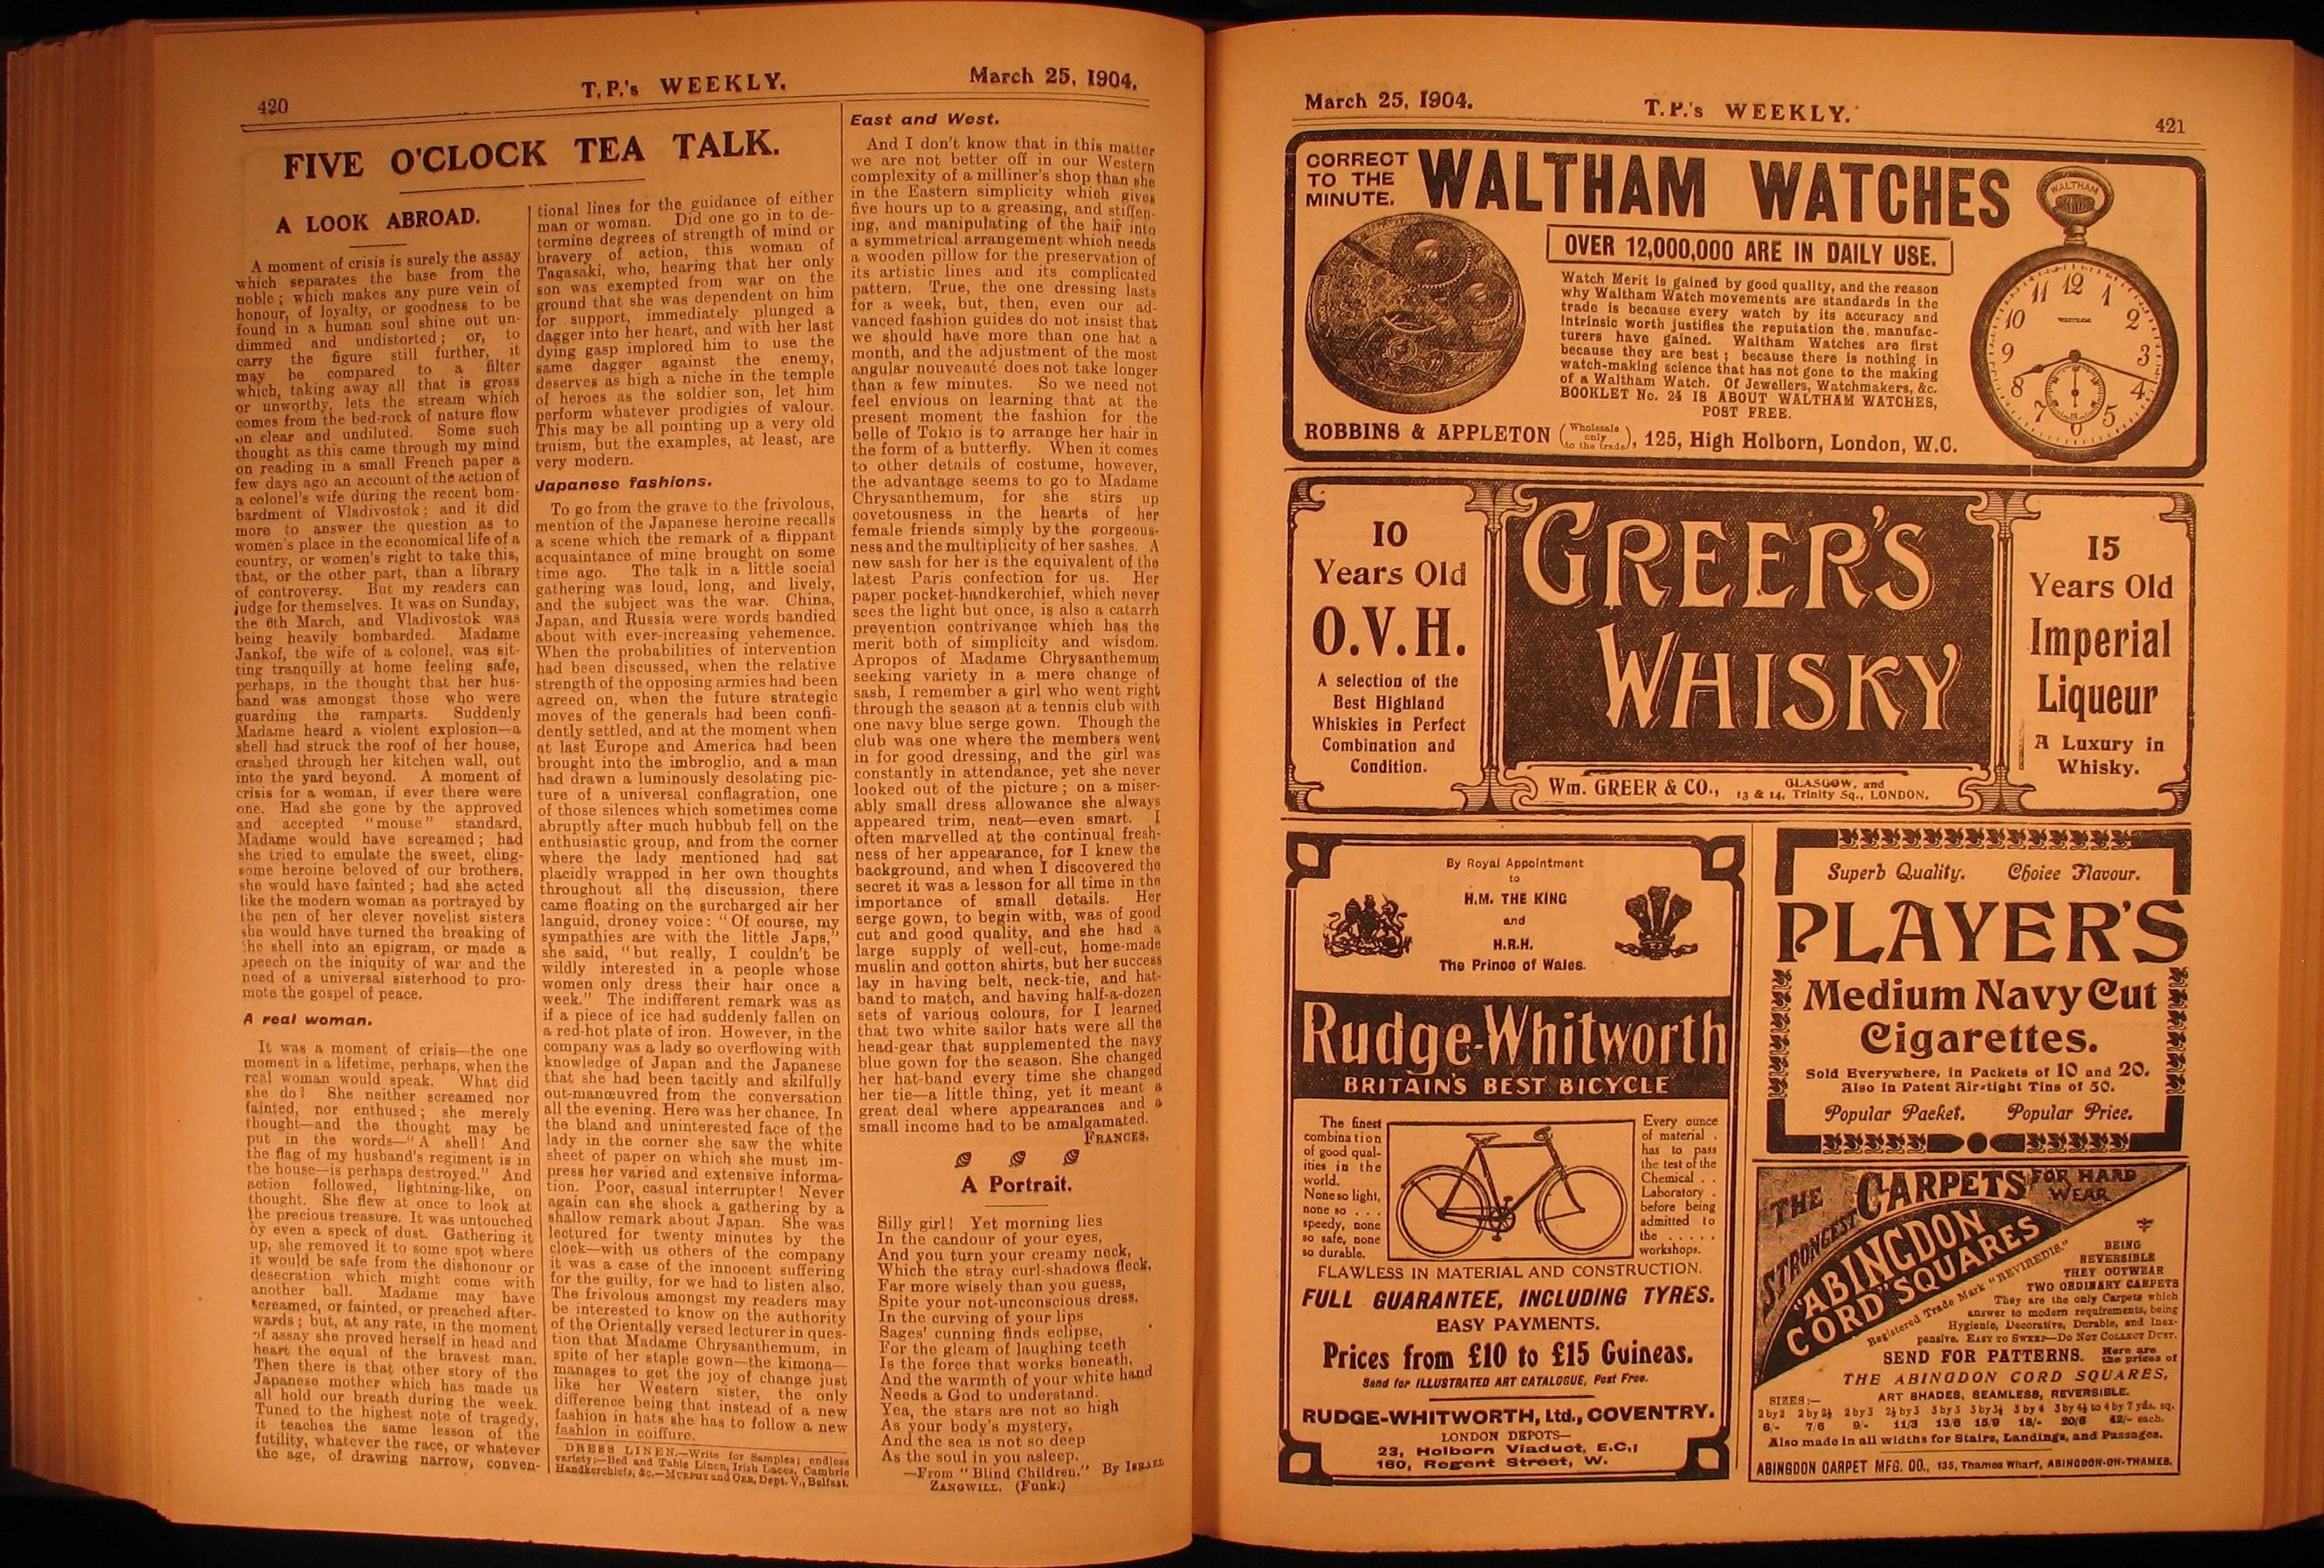 420
T.P.'s WEEKLY.
March 25, 1904.
FIVE O'CLOCK TEA TALK.
A LOOK ABROAD.
A moment of crisis is surely the assay
which separates the base from the
noble; which makes any pure vein of
honour, of loyalty, or goodness to be
found in a human soul shine out un-
dimmed and undistorted; or, to
carry the figure still further, it
may be compared to a filter
which, taking away all that is gross
or unworthy, lets the stream which
comes from the bed-rock of nature flow
on clear and undiluted. Some such
thought as this came through my mind
on reading in a small French paper a
few days ago an account of the action of
a colonel's wife during the recent bom-
bardment of Vladivostok; and it did
more to answer the question as to
women's place in the economical life of a
country, or women's right to take this,
that, or the other part, than a library
of controversy. But my readers can
judge for themselves. It was on Sunday,
the 6th March, and Vladivostok was
being heavily bombarded. Madame
Jankof, the wife of a colonel, was sit-
ting tranquilly at home feeling safe,
perhaps, in the thought that her hus-
band was amongst those who were
guarding the ramparts. Suddenly
Madame heard a violent explosion—a
shell had struck the roof of her house,
crashed through her kitchen wall, out
into the yard beyond. A moment of
crisis for a woman, if ever there were
one. Had she gone by the approved
and accepted "mouse" standard,
Madame would have screamed; had
she tried to emulate the sweet, cling-
some heroine beloved of our brothers,
she would have fainted; had she acted
like the modern woman as portrayed by
the pen of her clever novelist sisters
she would have turned the breaking of
the shell into an epigram, or made a
speech on the iniquity of war and the
need of a universal sisterhood to pro-
mote the gospel of peace.
A real woman.
It was a moment of crisis—the one
moment in a lifetime, perhaps, when the
real woman would speak. What did
she do? She neither screamed nor
fainted, nor enthused; she merely
thought—and the thought may be
put in the words—"A shell! And
the flag of my husband's regiment is in
the house—is perhaps destroyed." And
action followed, lightning-like, on
thought. She flew at once to look at
the precious treasure. It was untouched
by even a speck of dust. Gathering it
up, she removed it to some spot where
it would be safe from the dishonour or
desecration which might come with
another ball. Madame may have
screamed, or fainted, or preached after-
wards; but, at any rate, in the moment
of assay she proved herself in head and
heart the equal of the bravest man.
Then there is that other story of the
Japanese mother which has made us
all hold our breath during the week.
Tuned to the highest note of tragedy,
it teaches the same lesson of the
futility, whatever the race, or whatever
the age, of drawing narrow, conven-
tional lines for the guidance of either
man or woman. Did one go in to de-
termine degrees of strength of mind or
bravery of action, this woman of
Tagasaki, who, hearing that her only
son was exempted from war on the
ground that she was dependent on him
for support, immediately plunged a
dagger into her heart, and with her last
dying gasp implored him to use the
same dagger against the enemy,
deserves as high a niche in the temple
of heroes as the soldier son, let him
perform whatever prodigies of valour.
This may be all pointing up a very old
truism, but the examples, at least, are
very modern.
Japanese fashions.
To go from the grave to the frivolous,
mention of the Japanese heroine recalls
a scene which the remark of a flippant
acquaintance of mine brought on some
time ago. The talk in a little social
gathering was loud, long, and lively,
and the subject was the war. China,
Japan, and Russia were words bandied
about with ever-increasing vehemence.
When the probabilities of intervention
had been discussed, when the relative
strength of the opposing armies had been
agreed on, when the future strategic
moves of the generals had been confi-
dently settled, and at the moment when
at last Europe and America had been
brought into the imbroglio, and a man
had drawn a luminously desolating pic-
ture of a universal conflagration, one
of those silences which sometimes come
abruptly after much hubbub fell on the
enthusiastic group, and from the corner
where the lady mentioned had sat
placidly wrapped in her own thoughts
throughout all the discussion, there
came floating on the surcharged air her
languid, droney voice: "Of course, my
sympathies are with the little Japs,"
she said, "but really, I couldn't be
wildly interested in a people whose
women only dress their hair once a
week." The indifferent remark was as
if a piece of ice had suddenly fallen on
a red-hot plate of iron. However, in the
company was a lady so overflowing with
knowledge of Japan and the Japanese
that she had been tacitly and skilfully
out-manœuvred from the conversation
all the evening. Here was her chance. In
the bland and uninterested face of the
lady in the corner she saw the white
sheet of paper on which she must im-
press her varied and extensive informa-
tion. Poor, casual interrupter! Never
again can she shock a gathering by a
shallow remark about Japan. She was
lectured for twenty minutes by the
clock—with us others of the company
it was a case of the innocent suffering
for the guilty, for we had to listen also.
The frivolous amongst my readers may
be interested to know on the authority
of the Orientally versed lecturer in ques-
tion that Madame Chrysanthemum, in
spite of her staple gown—the kimona—
manages to get the joy of change just
like her Western sister, the only
difference being that instead of a new
fashion in hats she has to follow a new
fashion in coiffure.
DRESS LINEN.—Write for Samples; endless
variety:—Bed and Table Linen, Irish Laces, Cambric
Handkerchiefs, &c.—MURPHY and ORR, Dept. V., Belfast.
East and West.
And I don't know that in this matter
we are not better off in our Western
complexity of a milliner's shop than she
in the Eastern simplicity which gives
five hours up to a greasing, and stiffen-
ing, and manipulating of the hair into
a symmetrical arrangement which needs
a wooden pillow for the preservation of
its artistic lines and its complicated
pattern. True, the one dressing lasts
for a week, but, then, even our ad-
vanced fashion guides do not insist that
we should have more than one hat a
month, and the adjustment of the most
angular nouveauté does not take longer
than a few minutes. So we need not
feel envious on learning that at the
present moment the fashion for the
belle of Tokio is to arrange her hair in
the form of a butterfly. When it comes
to other details of costume, however,
the advantage seems to go to Madame
Chrysanthemum, for she stirs up
covetousness in the hearts of her
female friends simply by the gorgeous-
ness and the multiplicity of her sashes. A
new sash for her is the equivalent of the
latest Paris confection for us. Her
paper pocket-handkerchief, which never
sees the light but once, is also a catarrh
prevention contrivance which has the
merit both of simplicity and wisdom.
Apropos of Madame Chrysanthemum
seeking variety in a mere change of
sash, I remember a girl who went right
through the season at a tennis club with
one navy blue serge gown. Though the
club was one where the members went
in for good dressing, and the girl was
constantly in attendance, yet she never
looked out of the picture; on a miser-
ably small dress allowance she always
appeared trim, neat—even smart. I
often marvelled at the continual fresh-
ness of her appearance, for I knew the
background, and when I discovered the
secret it was a lesson for all time in the
importance of small details. Her
serge gown, to begin with, was of good
cut and good quality, and she had a
large supply of well-cut, home-made
muslin and cotton shirts, but her success
lay in having belt, neck-tie, and hat-
band to match, and having half-a-dozen
sets of various colours, for I learned
that two white sailor hats were all the
head-gear that supplemented the navy
blue gown for the season. She changed
her hat-band every time she changed
her tie—a little thing, yet it meant a
great deal where appearances and a
small income had to be amalgamated.
FRANCES.
A Portrait.
Silly girl! Yet morning lies
In the candour of your eyes,
And you turn your creamy neck,
Which the stray curl-shadows fleck,
Far more wisely than you guess,
Spite your not-unconscious dress.
In the curving of your lips
Sages' cunning finds eclipse,
For the gleam of laughing teeth
Is the force that works beneath,
And the warmth of your white hand
Needs a God to understand.
Yea, the stars are not so high
As your body's mystery,
And the sea is not so deep
As the soul in you asleep.
—From "Blind Children." By ISRAEL
ZANGWILL. (Funk.)
March 25, 1904.
T.P.'s WEEKLY.
421
CORRECT
TO THE
MINUTE.
WALTHAM WATCHES
OVER 12,000,000 ARE IN DAILY USE.
Watch Merit is gained by good quality, and the reason
why Waltham Watch movements are standards in the
trade is because every watch by its accuracy and
intrinsic worth justifies the reputation the manufac-
turers have gained. Waltham Watches are first
because they are best; because there is nothing in
watch-making science that has not gone to the making
of a Waltham Watch. Of Jewellers, Watchmakers, &c.
BOOKLET No. 24 IS ABOUT WALTHAM WATCHES,
POST FREE.
ROBBINS & APPLETON (Wholesale only to the trade), 125, High Holborn, London, W.C.
WALTHAM
11 12 1
10 2
9 3
8 4
7 6 5
10
Years Old
O.V.H.
A selection of the
Best Highland
Whiskies in Perfect
Combination and
Condition.
GREER'S
WHISKY
Wm. GREER & CO., GLASGOW, and
13 & 14, Trinity Sq., LONDON.
15
Years Old
Imperial
Liqueur
A Luxury in
Whisky.
By Royal Appointment
to
H.M. THE KING
and
H.R.H.
The Prince of Wales.
Rudge-Whitworth
BRITAIN'S BEST BICYCLE
The finest
combination
of good qual-
ities in the
world.
None so light,
none so . . .
speedy, none
so safe, none
so durable.
Every ounce
of material .
has to pass
the test of the
Chemical . .
Laboratory .
before being
admitted to
the . . . . .
workshops.
FLAWLESS IN MATERIAL AND CONSTRUCTION.
FULL GUARANTEE, INCLUDING TYRES.
EASY PAYMENTS.
Prices from £10 to £15 Guineas.
Send for ILLUSTRATED ART CATALOGUE, Post Free.
RUDGE-WHITWORTH, Ltd., COVENTRY.
LONDON DEPOTS—
23, Holborn Viaduct, E.C.;
160, Regent Street, W.
Superb Quality. Choice Flavour.
PLAYER'S
Medium Navy Cut
Cigarettes.
Sold Everywhere, in Packets of 10 and 20.
Also in Patent Air-tight Tins of 50.
Popular Packet. Popular Price.
THE STRONGEST CARPETS FOR HARD
WEAR
"ABINGDON
CORD" SQUARES
Registered Trade Mark "REVIREDIS."
BEING
REVERSIBLE
THEY OUTWEAR
TWO ORDINARY CARPETS
They are the only Carpets which
answer to modern requirements, being
Hygienic, Decorative, Durable, and Inex-
pensive. EASY TO SWEEP—DO NOT COLLECT DUST.
SEND FOR PATTERNS. Here are
the prices of
THE ABINGDON CORD SQUARES,
ART SHADES, SEAMLESS, REVERSIBLE.
SIZES:—
2 by 2 2 by 2½ 2 by 3 2½ by 3 3 by 3 3 by 3½ 3 by 4 3 by 4½ to 4 by 7 yds. sq.
6/- 7/6 9/- 11/3 13/6 15/9 18/- 20/6 42/- each.
Also made in all widths for Stairs, Landings, and Passages.
ABINGDON CARPET MFG. CO., 135, Thames Wharf, ABINGDON-ON-THAMES.